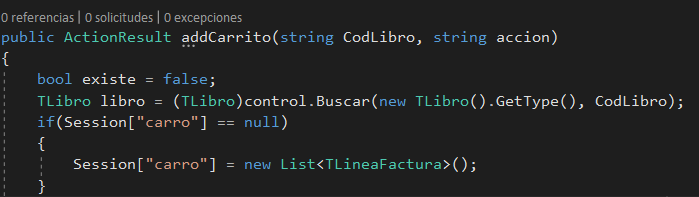 0 referencias | 0 solicitudes | 0 excepciones
public ActionResult addCarrito(string CodLibro, string accion)
{
    bool existe = false;
    TLibro libro = (TLibro)control.Buscar(new TLibro().GetType(), CodLibro);
    if(Session["carro"] == null)
    {
        Session["carro"] = new List<TLineaFactura>();
    }